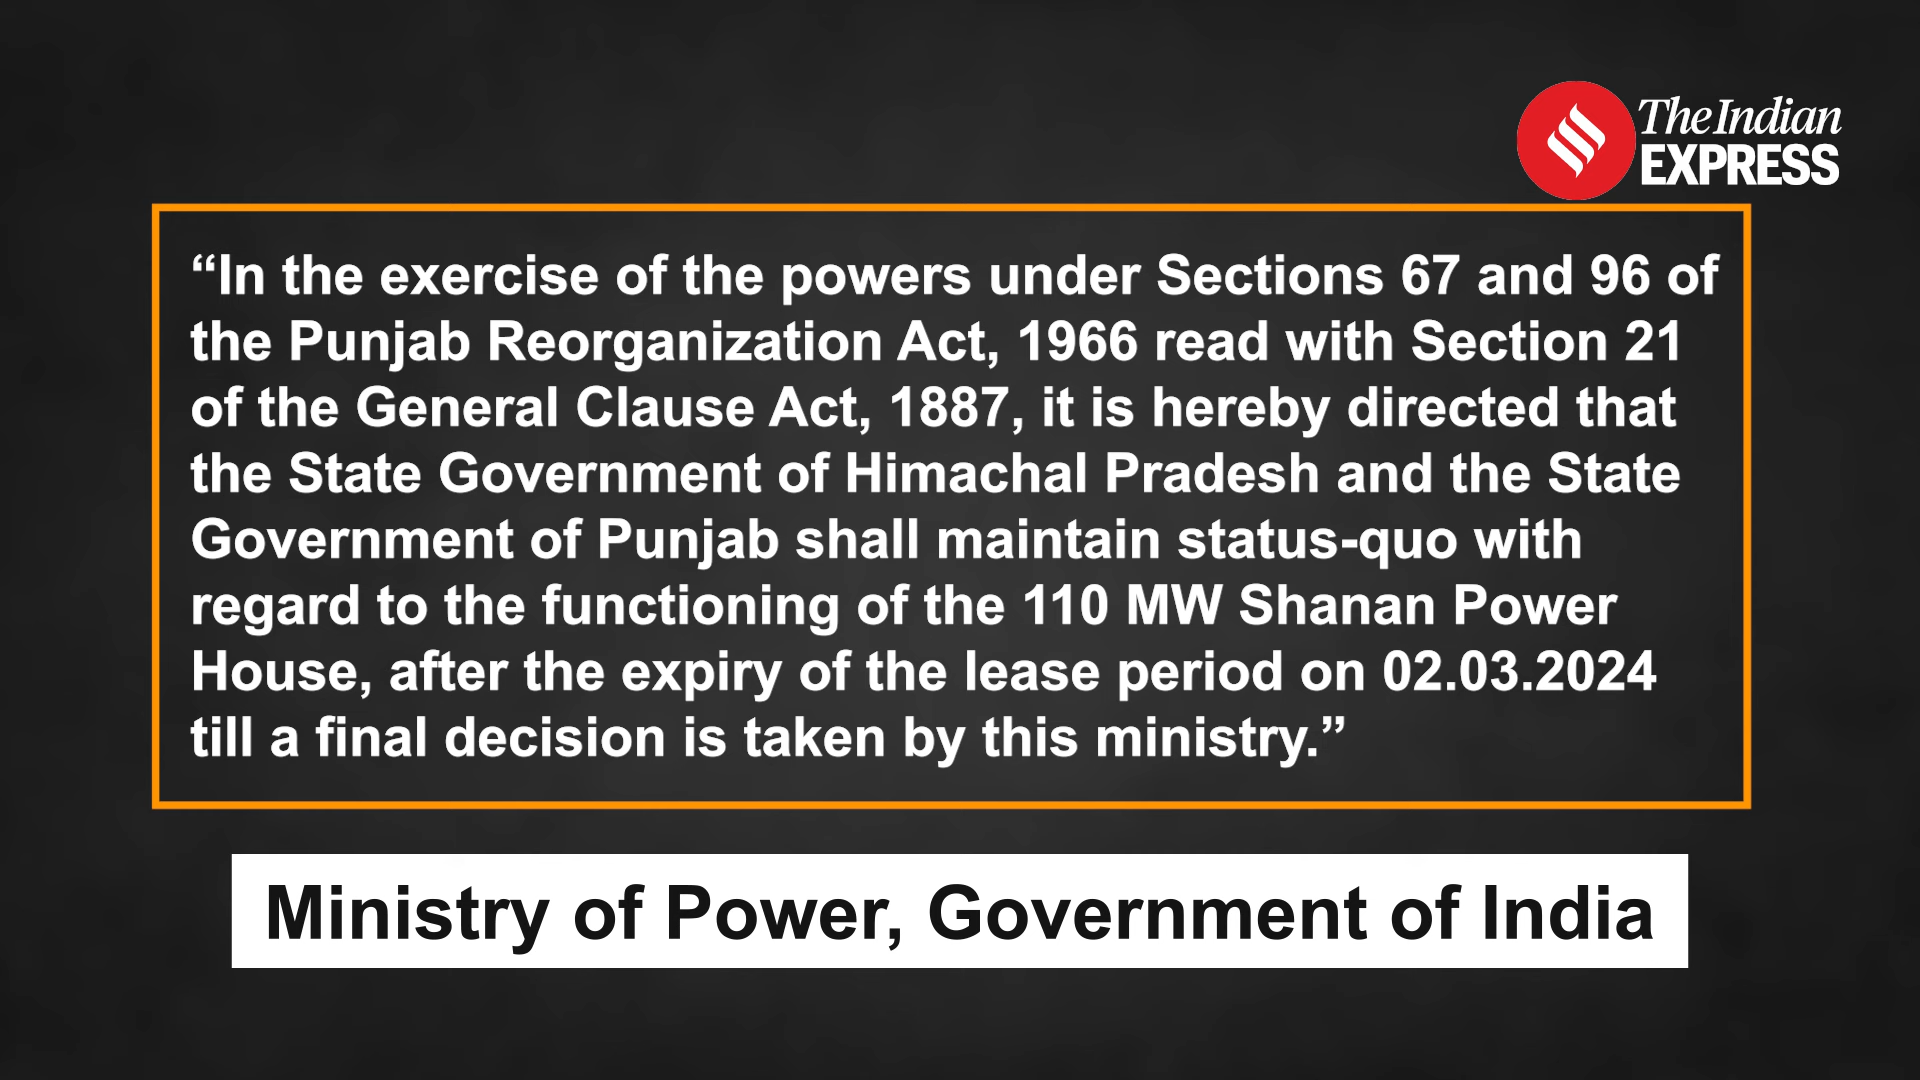 The Indian
EXPRESS
“In the exercise of the powers under Sections 67 and 96 of
the Punjab Reorganization Act, 1966 read with Section 21
of the General Clause Act, 1887, it is hereby directed that
the State Government of Himachal Pradesh and the State
Government of Punjab shall maintain status-quo with
regard to the functioning of the 110 MW Shanan Power
House, after the expiry of the lease period on 02.03.2024
till a final decision is taken by this ministry.”
Ministry of Power, Government of India